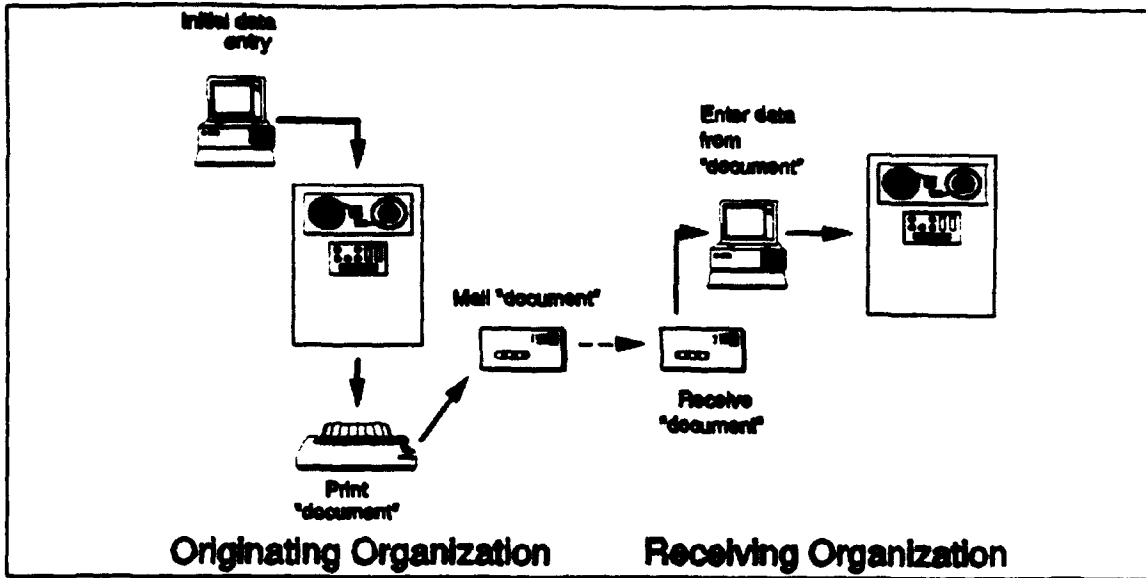 Initial data
entry
Enter data
from
"document"
Mail "document"
Receive
"document"
Print
"document"
Originating Organization
Receiving Organization